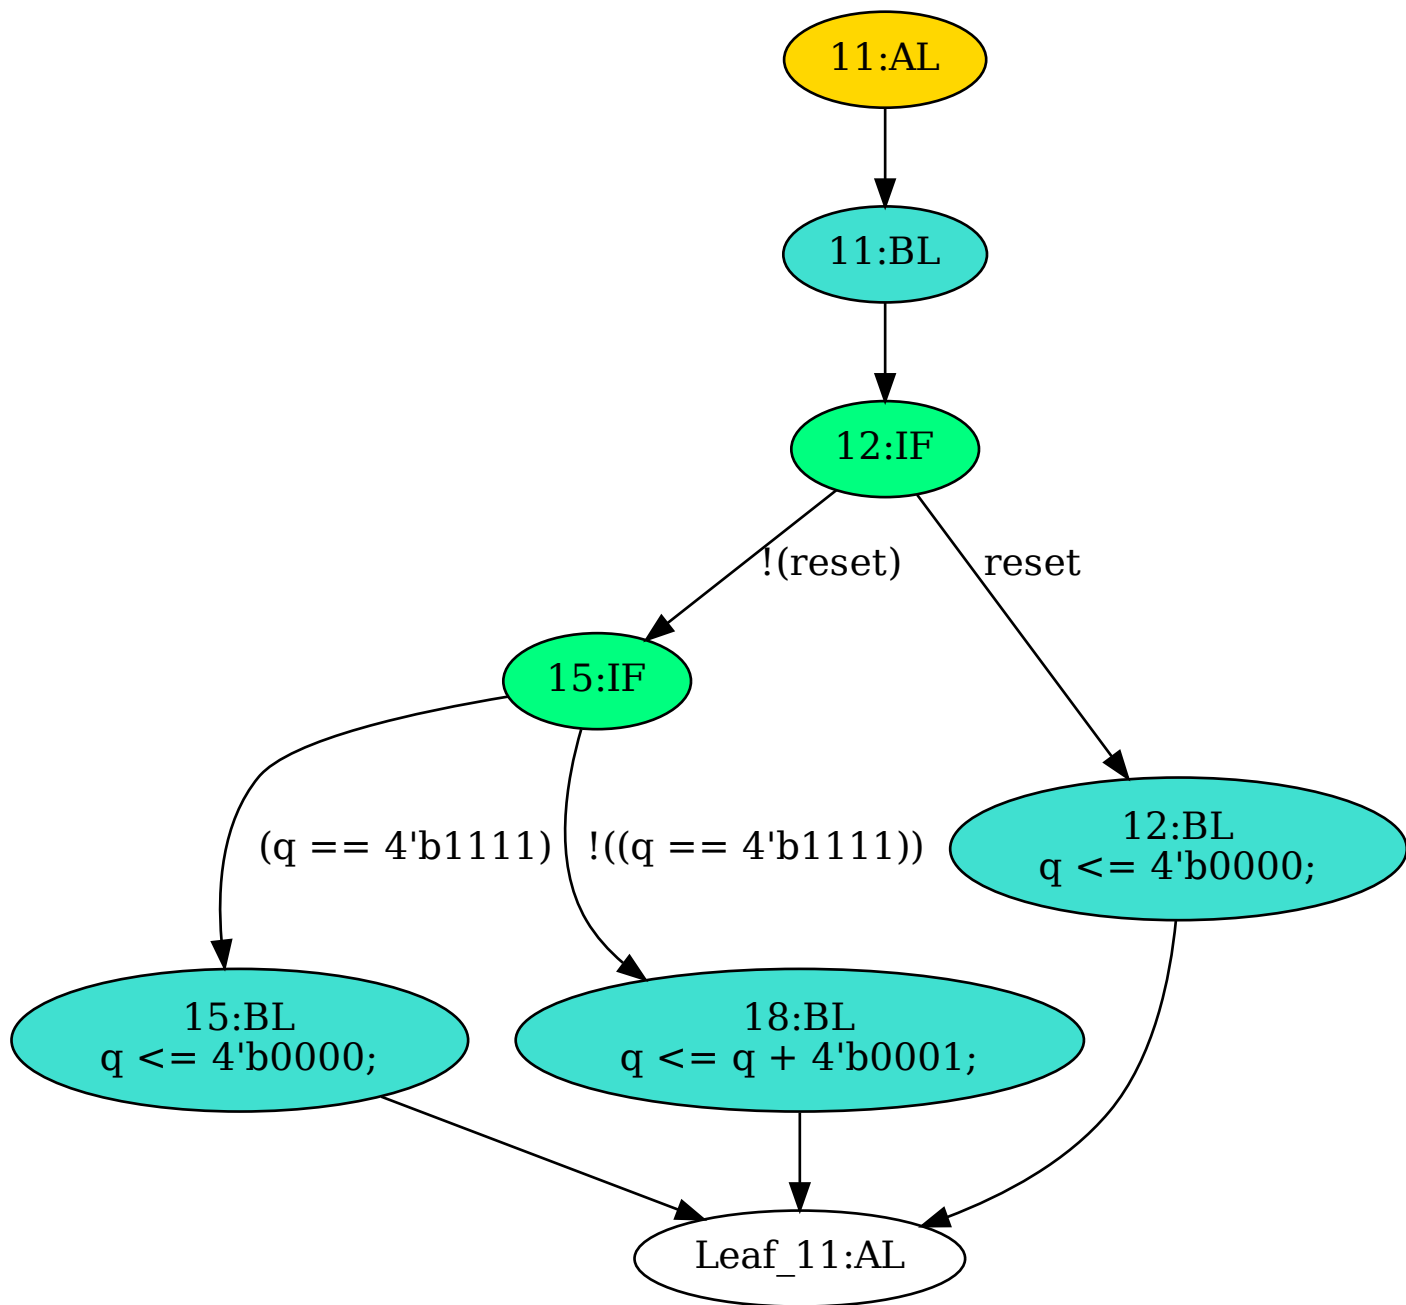 11:AL
11:BL
12:IF
!(reset)
reset
15:IF
(q == 4'b1111)
!((q == 4'b1111))
12:BL
q <= 4'b0000;
15:BL
q <= 4'b0000;
18:BL
q <= q + 4'b0001;
Leaf_11:AL